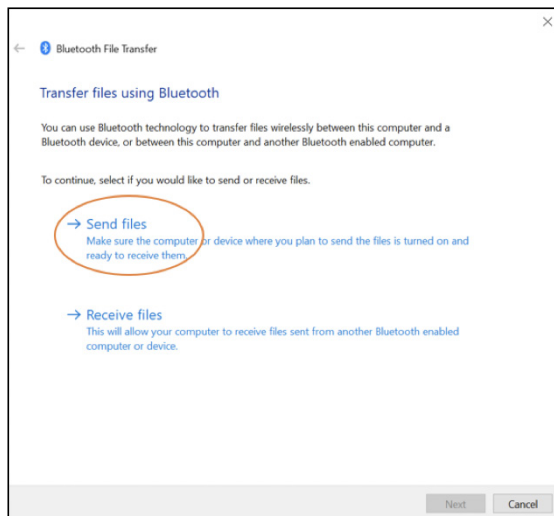 Bluetooth File Transfer
Transfer files using Bluetooth
You can use Bluetooth technology to transfer files wirelessly between this computer and a
Bluetooth device, or between this computer and another Bluetooth enabled computer.
To continue, select if you would like to send or receive files.
Send files
Make sure the computer or device where you plan to send the files is turned on and
ready to receive them.
Receive files
This will allow your computer to receive files sent from another Bluetooth enabled
computer or device.
Next Cancel